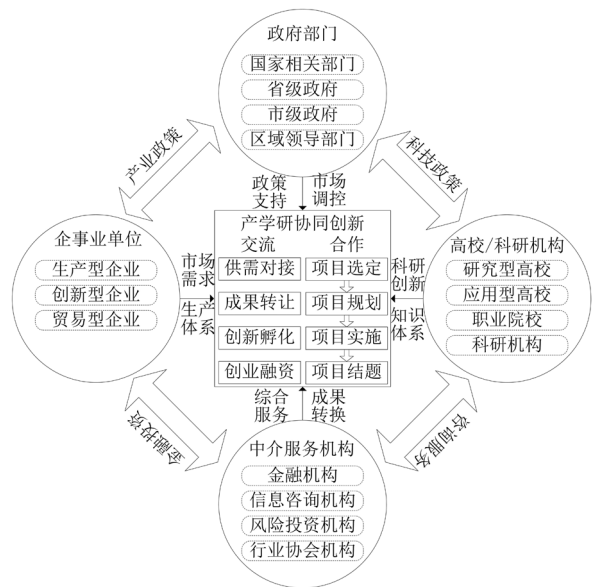 政府部门
国家相关部门
省级政府
市级政府
区域领导部门
产业政策
科技政策
政策
支持
市场
调控
企事业单位
生产型企业
创新型企业
贸易型企业
市场
需求
生产
体系
产学研协同创新
交流
合作
供需对接
项目选定
成果转让
项目规划
创新孵化
项目实施
创业融资
项目结题
科研
创新
知识
体系
高校/科研机构
研究型高校
应用型高校
职业院校
科研机构
综合
服务
成果
转换
金融投资
咨询服务
中介服务机构
金融机构
信息咨询机构
风险投资机构
行业协会机构